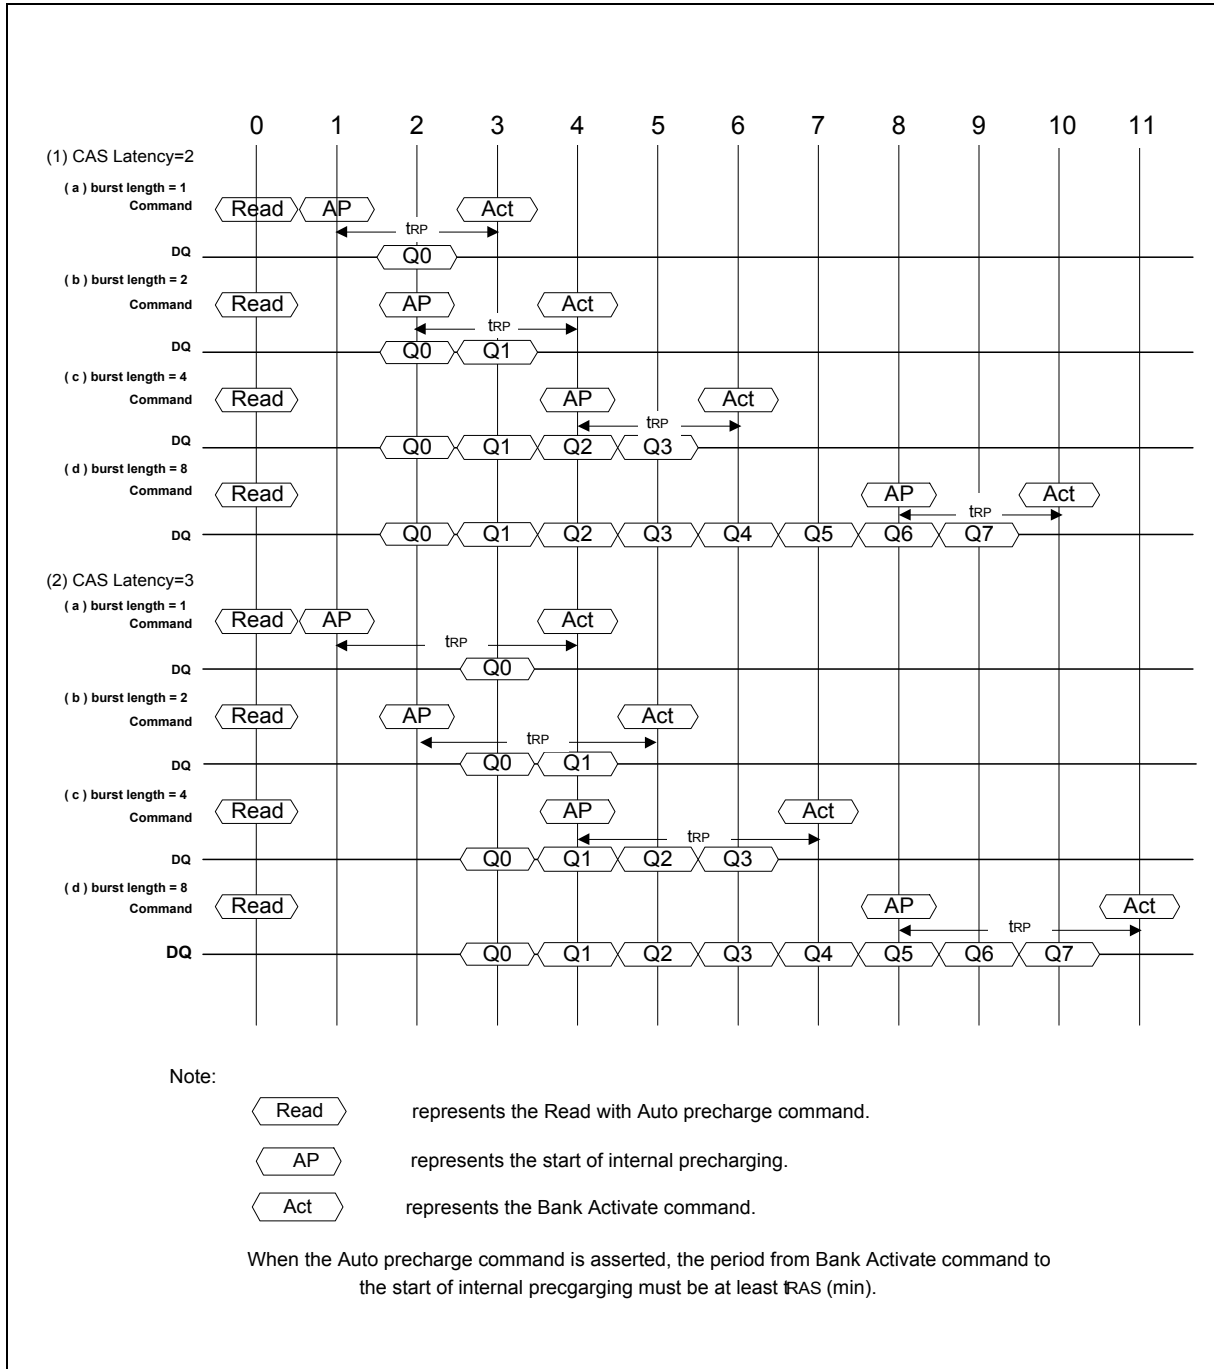 0 1 2 3 4 5 6 7 8 9 10 11
(1) CAS Latency=2
( a ) burst length = 1
Command Read AP Act
tRP
DQ Q0
( b ) burst length = 2
Command Read AP Act
tRP
DQ Q0 Q1
( c ) burst length = 4
Command Read AP Act
tRP
DQ Q0 Q1 Q2 Q3
( d ) burst length = 8
Command Read AP Act
tRP
DQ Q0 Q1 Q2 Q3 Q4 Q5 Q6 Q7
(2) CAS Latency=3
( a ) burst length = 1
Command Read AP Act
tRP
DQ Q0
( b ) burst length = 2
Command Read AP Act
tRP
DQ Q0 Q1
( c ) burst length = 4
Command Read AP Act
tRP
DQ Q0 Q1 Q2 Q3
( d ) burst length = 8
Command Read AP Act
tRP
DQ Q0 Q1 Q2 Q3 Q4 Q5 Q6 Q7
Note:
Read represents the Read with Auto precharge command.
AP represents the start of internal precharging.
Act represents the Bank Activate command.
When the Auto precharge command is asserted, the period from Bank Activate command to
the start of internal precgarging must be at least tRAS (min).